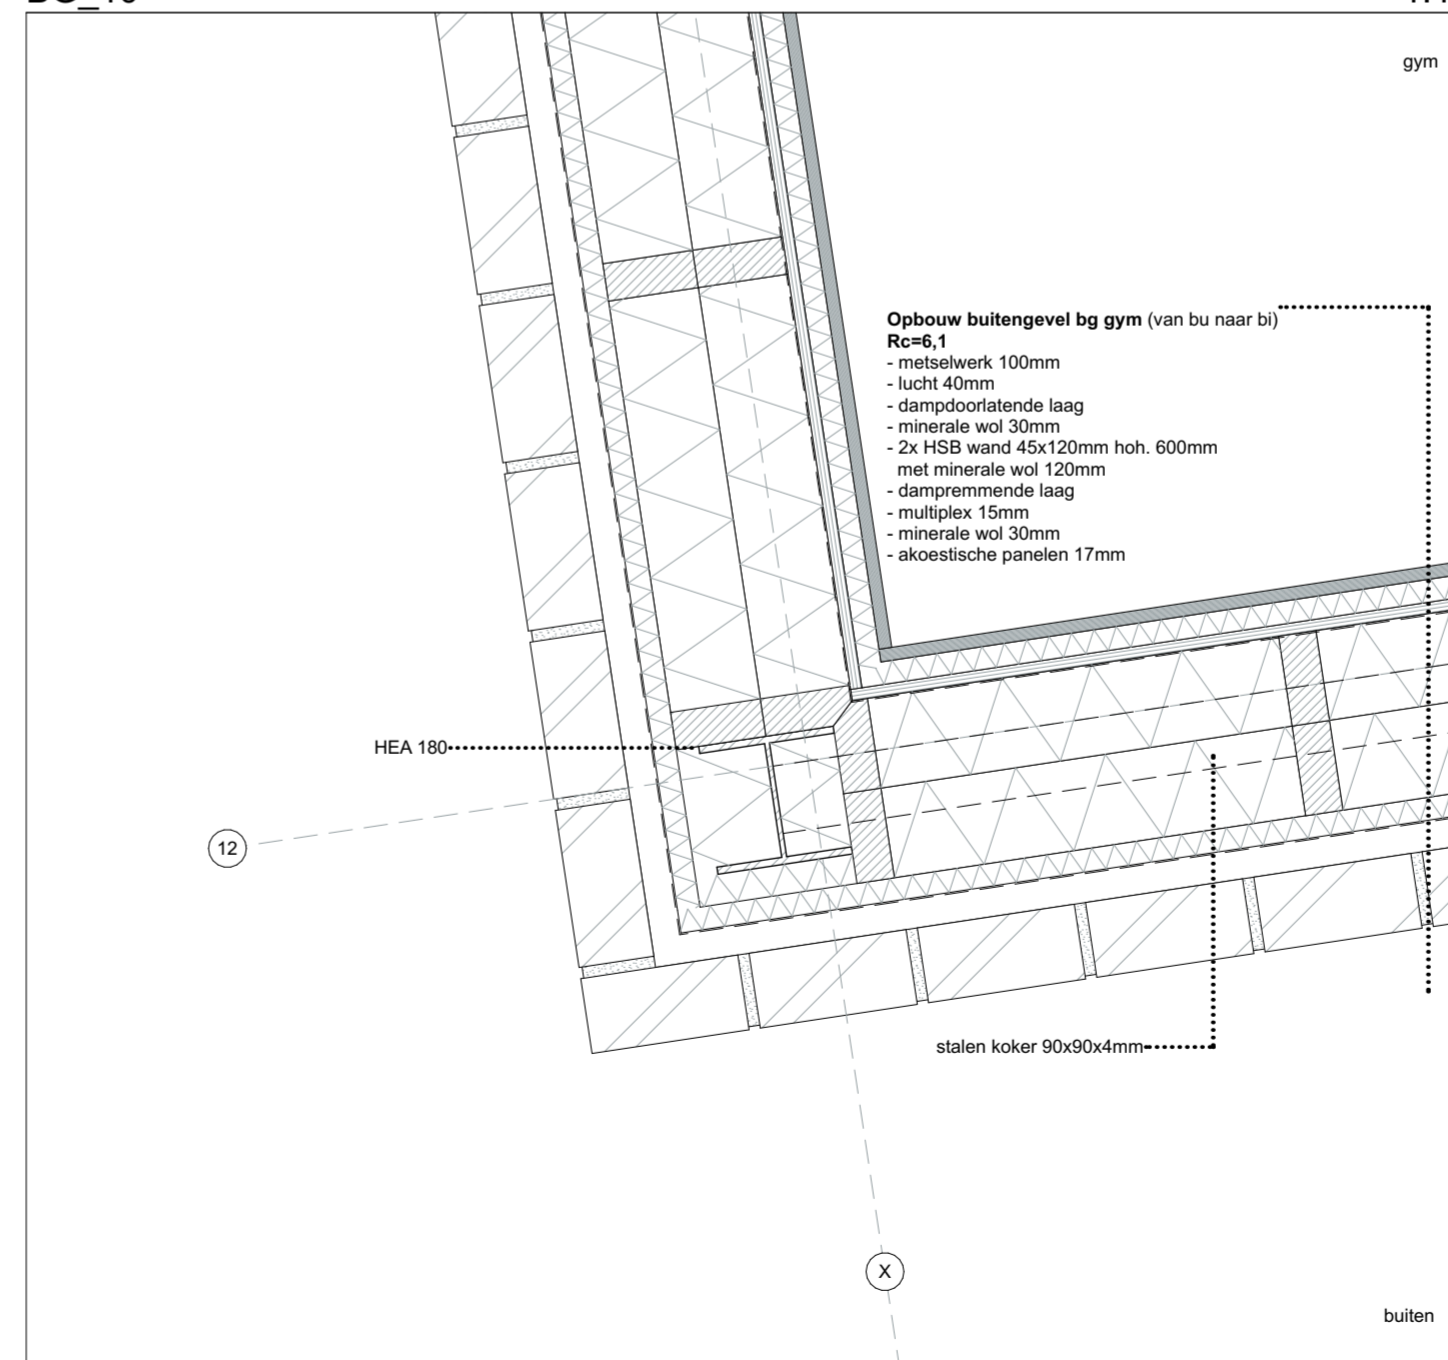 gym
Opbouw buitengevel bg gym (van bu naar bi)
Rc=6,1
- metselwerk 100mm
- lucht 40mm
- dampdoorlatende laag
- minerale wol 30mm
- 2x HSB wand 45x120mm hoh. 600mm
met minerale wol 120mm
- dampremmende laag
- multiplex 15mm
- minerale wol 30mm
- akoestische panelen 17mm
HEA 180
12
stalen koker 90x90x4mm
X
buiten